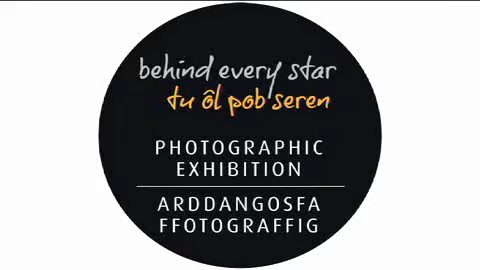 behind every star
tu ôl pob seren
PHOTOGRAPHIC
EXHIBITION
ARDDANGOSFA
FFOTOGRAFFIG